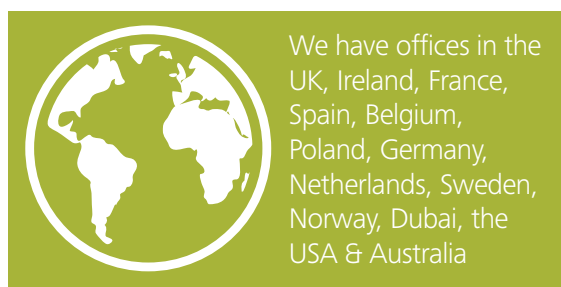 We have offices in the
UK, Ireland, France,
Spain, Belgium,
Poland, Germany,
Netherlands, Sweden,
Norway, Dubai, the
USA & Australia